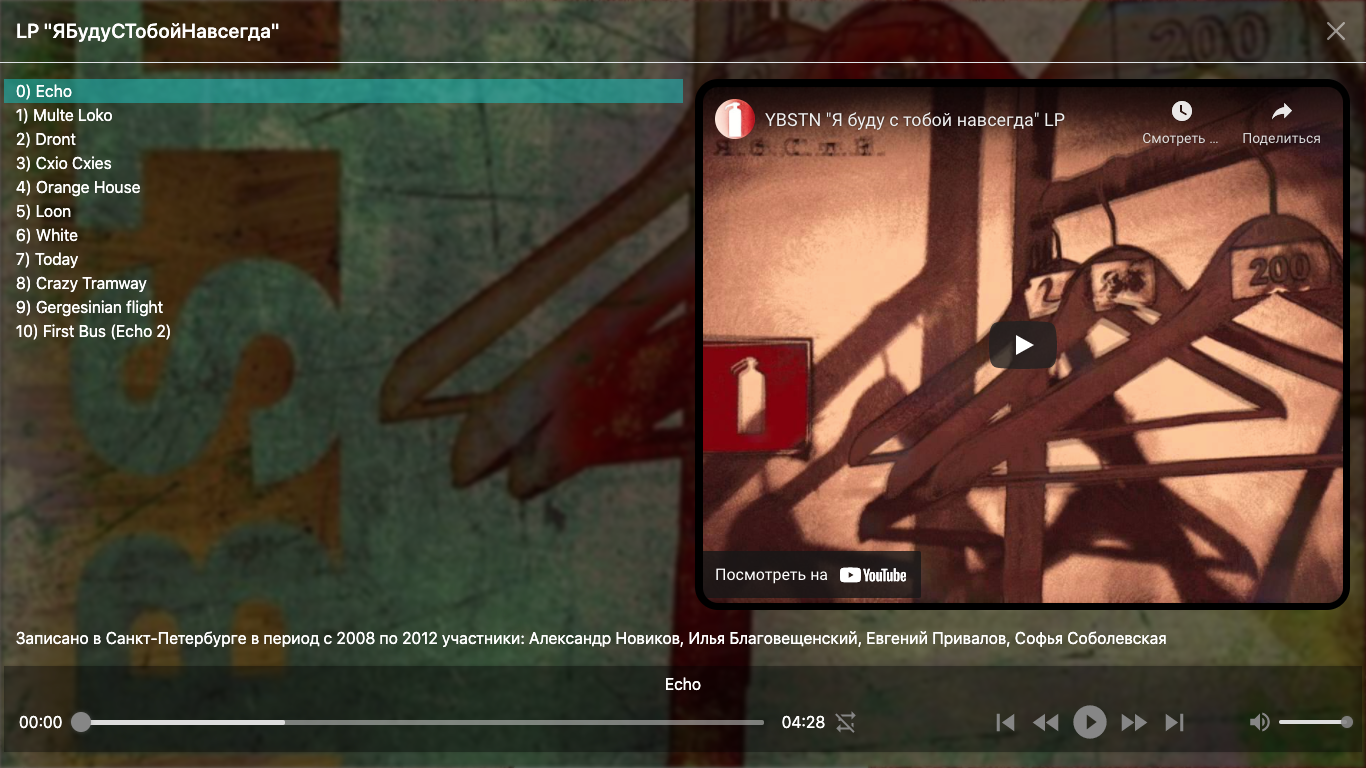 LP "ЯБудуСТобойНавсегда"
0) Echo
1) Multe Loko
2) Dront
3) Cxio Cxies
4) Orange House
5) Loon
6) White
7) Today
8) Crazy Tramway
9) Gergesinian flight
10) First Bus (Echo 2)
YBSTN "Я буду с тобой навсегда" LP
Смотреть ...
Поделиться
Я.б.С.т.Н.
2
200
200
Посмотреть на YouTube
Записано в Санкт-Петербурге в период с 2008 по 2012 участники: Александр Новиков, Илья Благовещенский, Евгений Привалов, Софья Соболевская
Echo
00:00
04:28